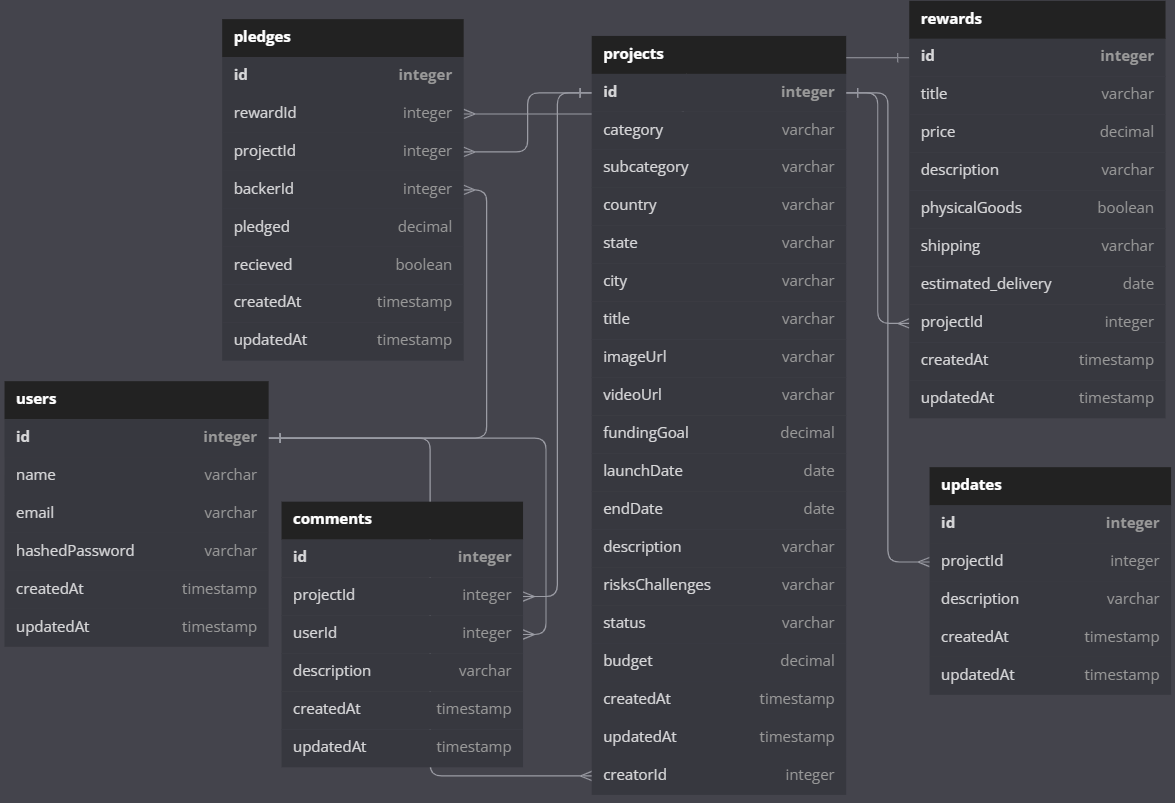 pledges
id integer
rewardId integer
projectId integer
backerId integer
pledged decimal
recieved boolean
createdAt timestamp
updatedAt timestamp
users
id integer
name varchar
email varchar
hashedPassword varchar
createdAt timestamp
updatedAt timestamp
comments
id integer
projectId integer
userId integer
description varchar
createdAt timestamp
updatedAt timestamp
projects
id integer
category varchar
subcategory varchar
country varchar
state varchar
city varchar
title varchar
imageUrl varchar
videoUrl varchar
fundingGoal decimal
launchDate date
endDate date
description varchar
risksChallenges varchar
status varchar
budget decimal
createdAt timestamp
updatedAt timestamp
creatorId integer
rewards
id integer
title varchar
price decimal
description varchar
physicalGoods boolean
shipping varchar
estimated_delivery date
projectId integer
createdAt timestamp
updatedAt timestamp
updates
id integer
projectId integer
description varchar
createdAt timestamp
updatedAt timestamp